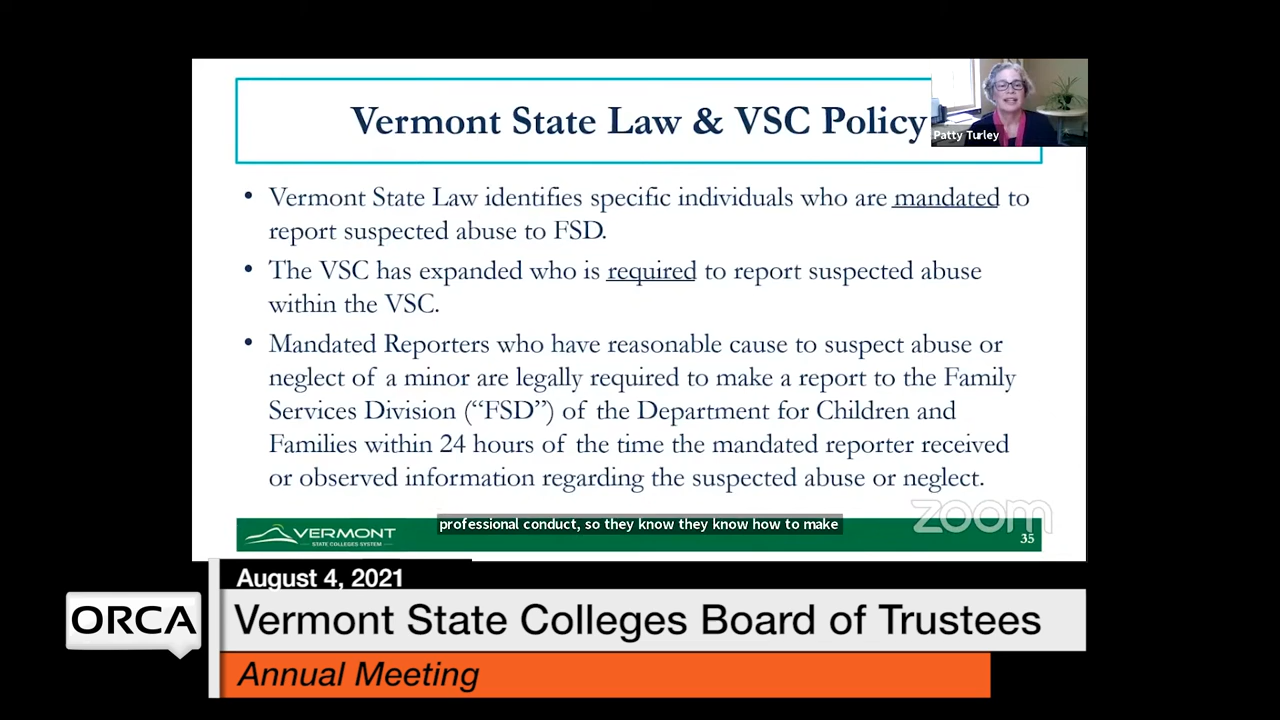 Vermont State Law & VSC Policy
Patty Turley
• Vermont State Law identifies specific individuals who are mandated to
report suspected abuse to FSD.
• The VSC has expanded who is required to report suspected abuse
within the VSC.
• Mandated Reporters who have reasonable cause to suspect abuse or
neglect of a minor are legally required to make a report to the Family
Services Division (“FSD”) of the Department for Children and
Families within 24 hours of the time the mandated reporter received
or observed information regarding the suspected abuse or neglect.
professional conduct, so they know they know how to make
VERMONT
STATE COLLEGES SYSTEM
zoom
35
August 4, 2021
ORCA
Vermont State Colleges Board of Trustees
Annual Meeting